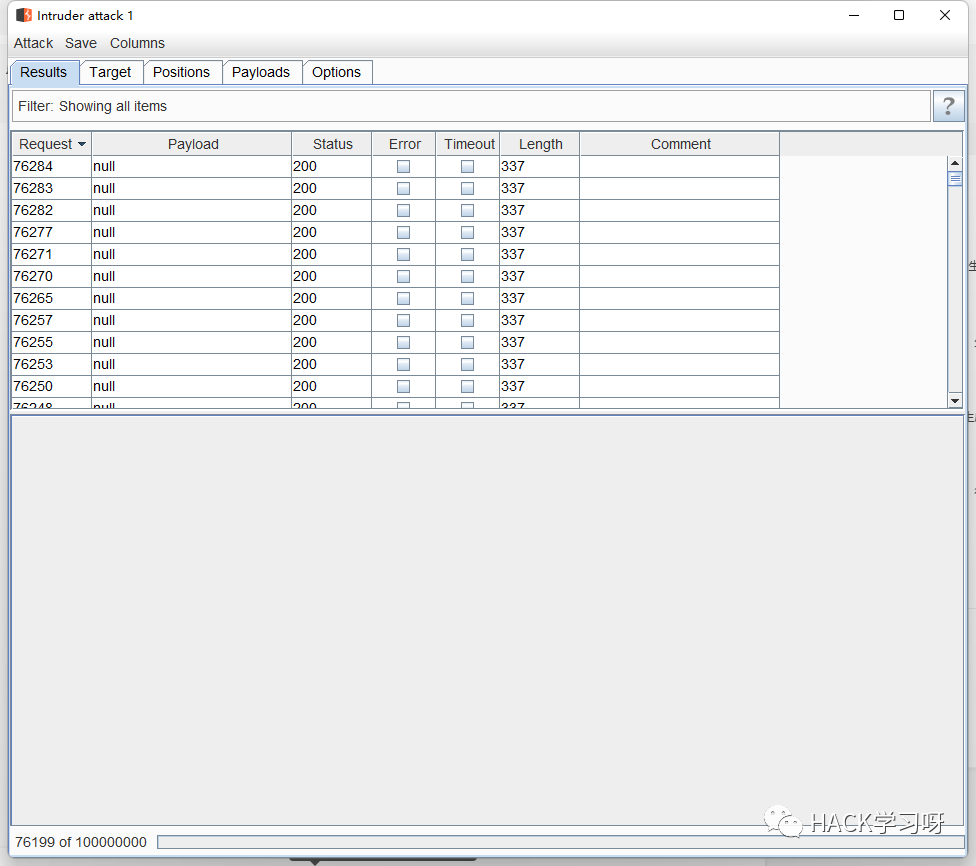 Intruder attack 1
Attack Save Columns
Results Target Positions Payloads Options
Filter: Showing all items ?
Request Payload Status Error Timeout Length Comment
76284 null 200 337
76283 null 200 337
76282 null 200 337
76277 null 200 337
76271 null 200 337
76270 null 200 337
76265 null 200 337
76257 null 200 337
76255 null 200 337
76253 null 200 337
76250 null 200 337
76248 null 200 337
HACK学习呀
76199 of 100000000